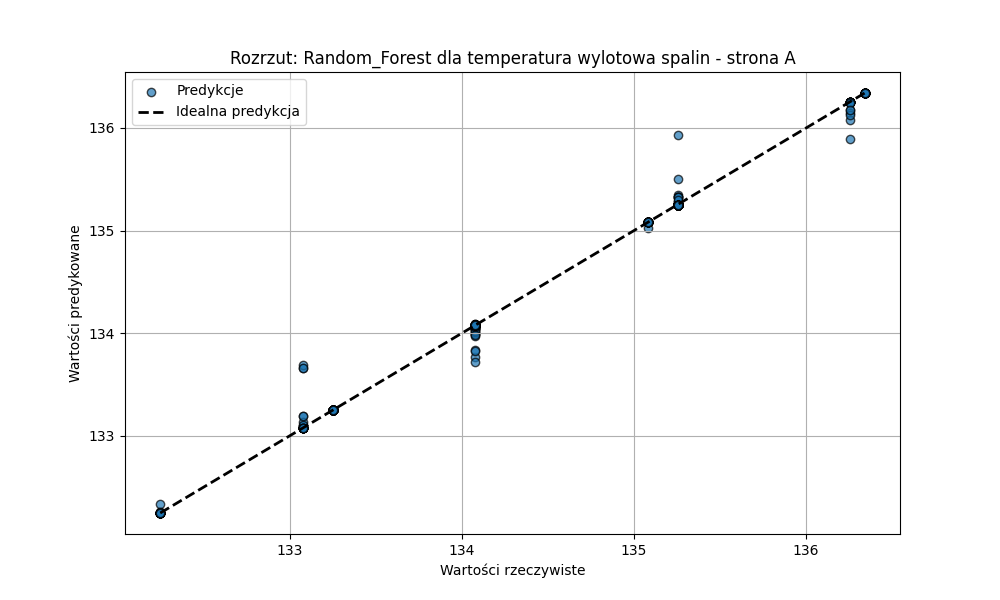 Rozrzut: Random_Forest dla temperatura wylotowa spalin - strona A
Predykcje
Idealna predykcja
136
135
134
133
Wartości predykowane
133
134
135
136
Wartości rzeczywiste